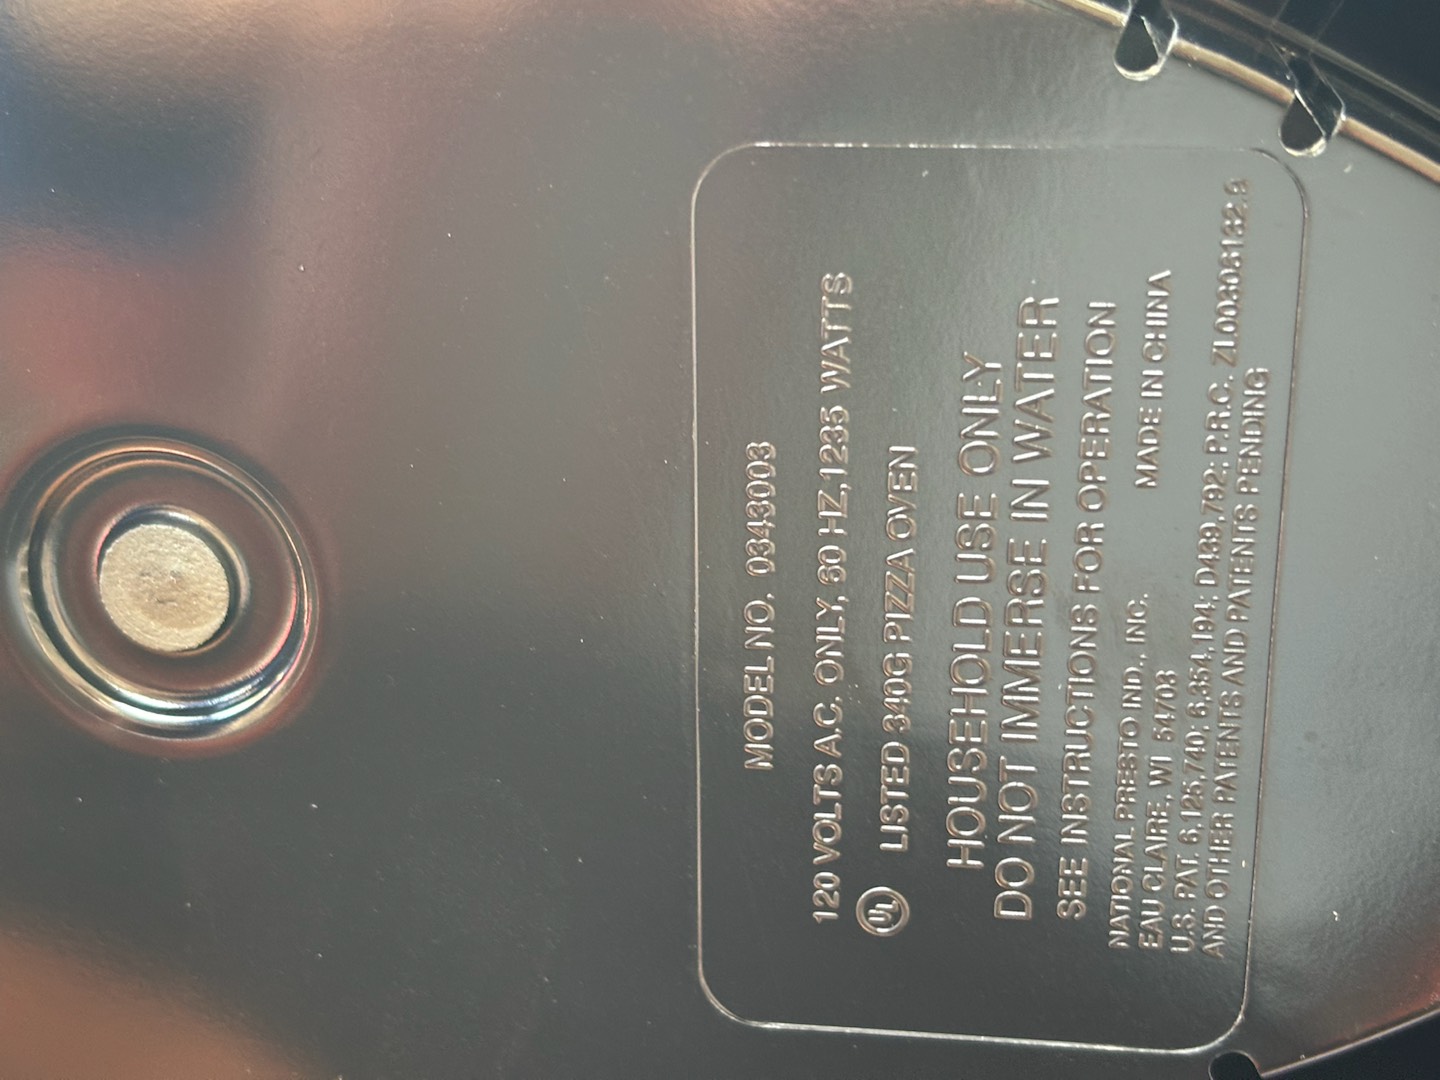 MODEL NO. 0343003
120 VOLTS A.C. ONLY, 60 HZ, 1235 WATTS
UL LISTED 340G PIZZA OVEN
HOUSEHOLD USE ONLY
DO NOT IMMERSE IN WATER
SEE INSTRUCTIONS FOR OPERATION
NATIONAL PRESTO IND., INC.
EAU CLAIRE, WI 54703 MADE IN CHINA
U.S. PAT. 6,125,740; 6,354,194; D439,792; P.R.C. ZL00306132.9
AND OTHER PATENTS AND PATENTS PENDING